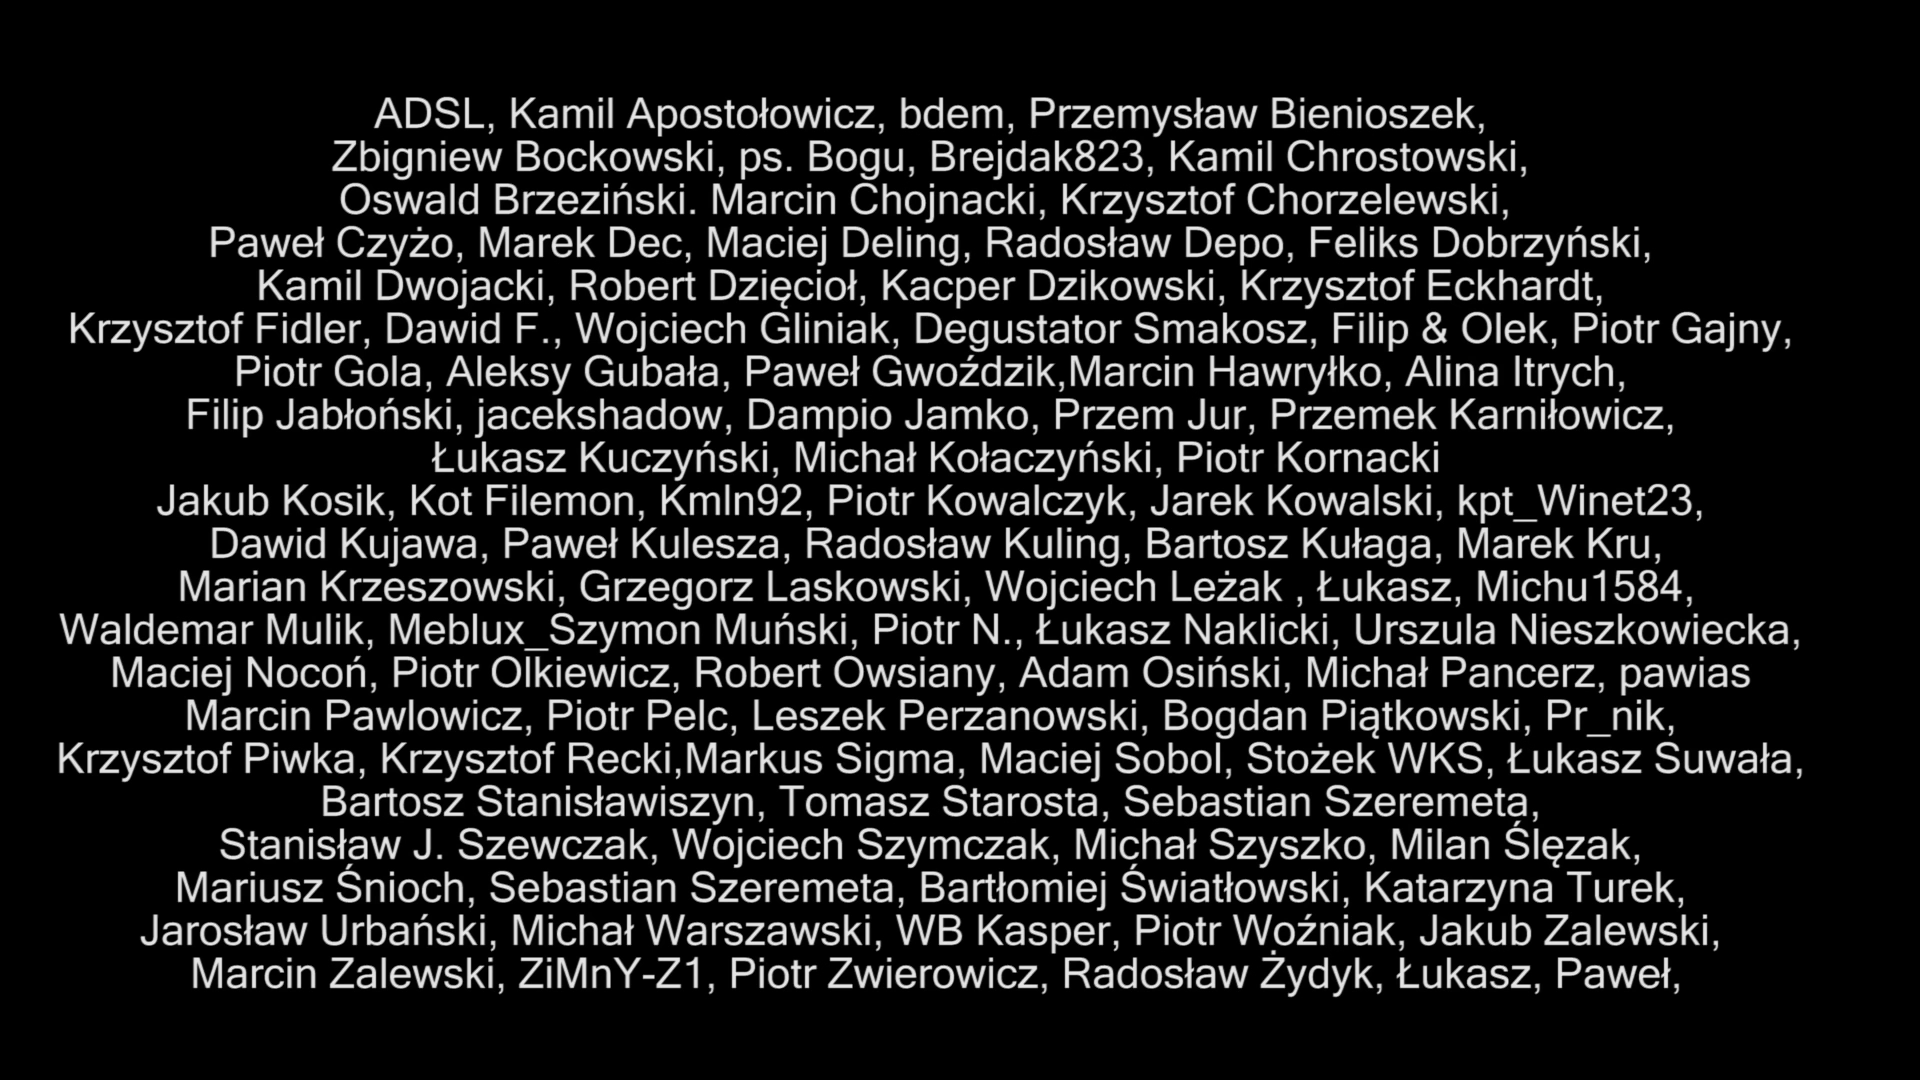 ADSL, Kamil Apostołowicz, bdem, Przemysław Bienioszek,
Zbigniew Bockowski, ps. Bogu, Brejdak823, Kamil Chrostowski,
Oswald Brzeziński. Marcin Chojnacki, Krzysztof Chorzelewski,
Paweł Czyżo, Marek Dec, Maciej Deling, Radosław Depo, Feliks Dobrzyński,
Kamil Dwojacki, Robert Dzięcioł, Kacper Dzikowski, Krzysztof Eckhardt,
Krzysztof Fidler, Dawid F., Wojciech Gliniak, Degustator Smakosz, Filip & Olek, Piotr Gajny,
Piotr Gola, Aleksy Gubała, Paweł Gwoździk,Marcin Hawryłko, Alina Itrych,
Filip Jabłoński, jacekshadow, Dampio Jamko, Przem Jur, Przemek Karniłowicz,
Łukasz Kuczyński, Michał Kołaczyński, Piotr Kornacki
Jakub Kosik, Kot Filemon, Kmln92, Piotr Kowalczyk, Jarek Kowalski, kpt_Winet23,
Dawid Kujawa, Paweł Kulesza, Radosław Kuling, Bartosz Kułaga, Marek Kru,
Marian Krzeszowski, Grzegorz Laskowski, Wojciech Leżak , Łukasz, Michu1584,
Waldemar Mulik, Meblux_Szymon Muński, Piotr N., Łukasz Naklicki, Urszula Nieszkowiecka,
Maciej Nocoń, Piotr Olkiewicz, Robert Owsiany, Adam Osiński, Michał Pancerz, pawias
Marcin Pawlowicz, Piotr Pelc, Leszek Perzanowski, Bogdan Piątkowski, Pr_nik,
Krzysztof Piwka, Krzysztof Recki,Markus Sigma, Maciej Sobol, Stożek WKS, Łukasz Suwała,
Bartosz Stanisławiszyn, Tomasz Starosta, Sebastian Szeremeta,
Stanisław J. Szewczak, Wojciech Szymczak, Michał Szyszko, Milan Ślęzak,
Mariusz Śnioch, Sebastian Szeremeta, Bartłomiej Światłowski, Katarzyna Turek,
Jarosław Urbański, Michał Warszawski, WB Kasper, Piotr Woźniak, Jakub Zalewski,
Marcin Zalewski, ZiMnY-Z1, Piotr Zwierowicz, Radosław Żydyk, Łukasz, Paweł,